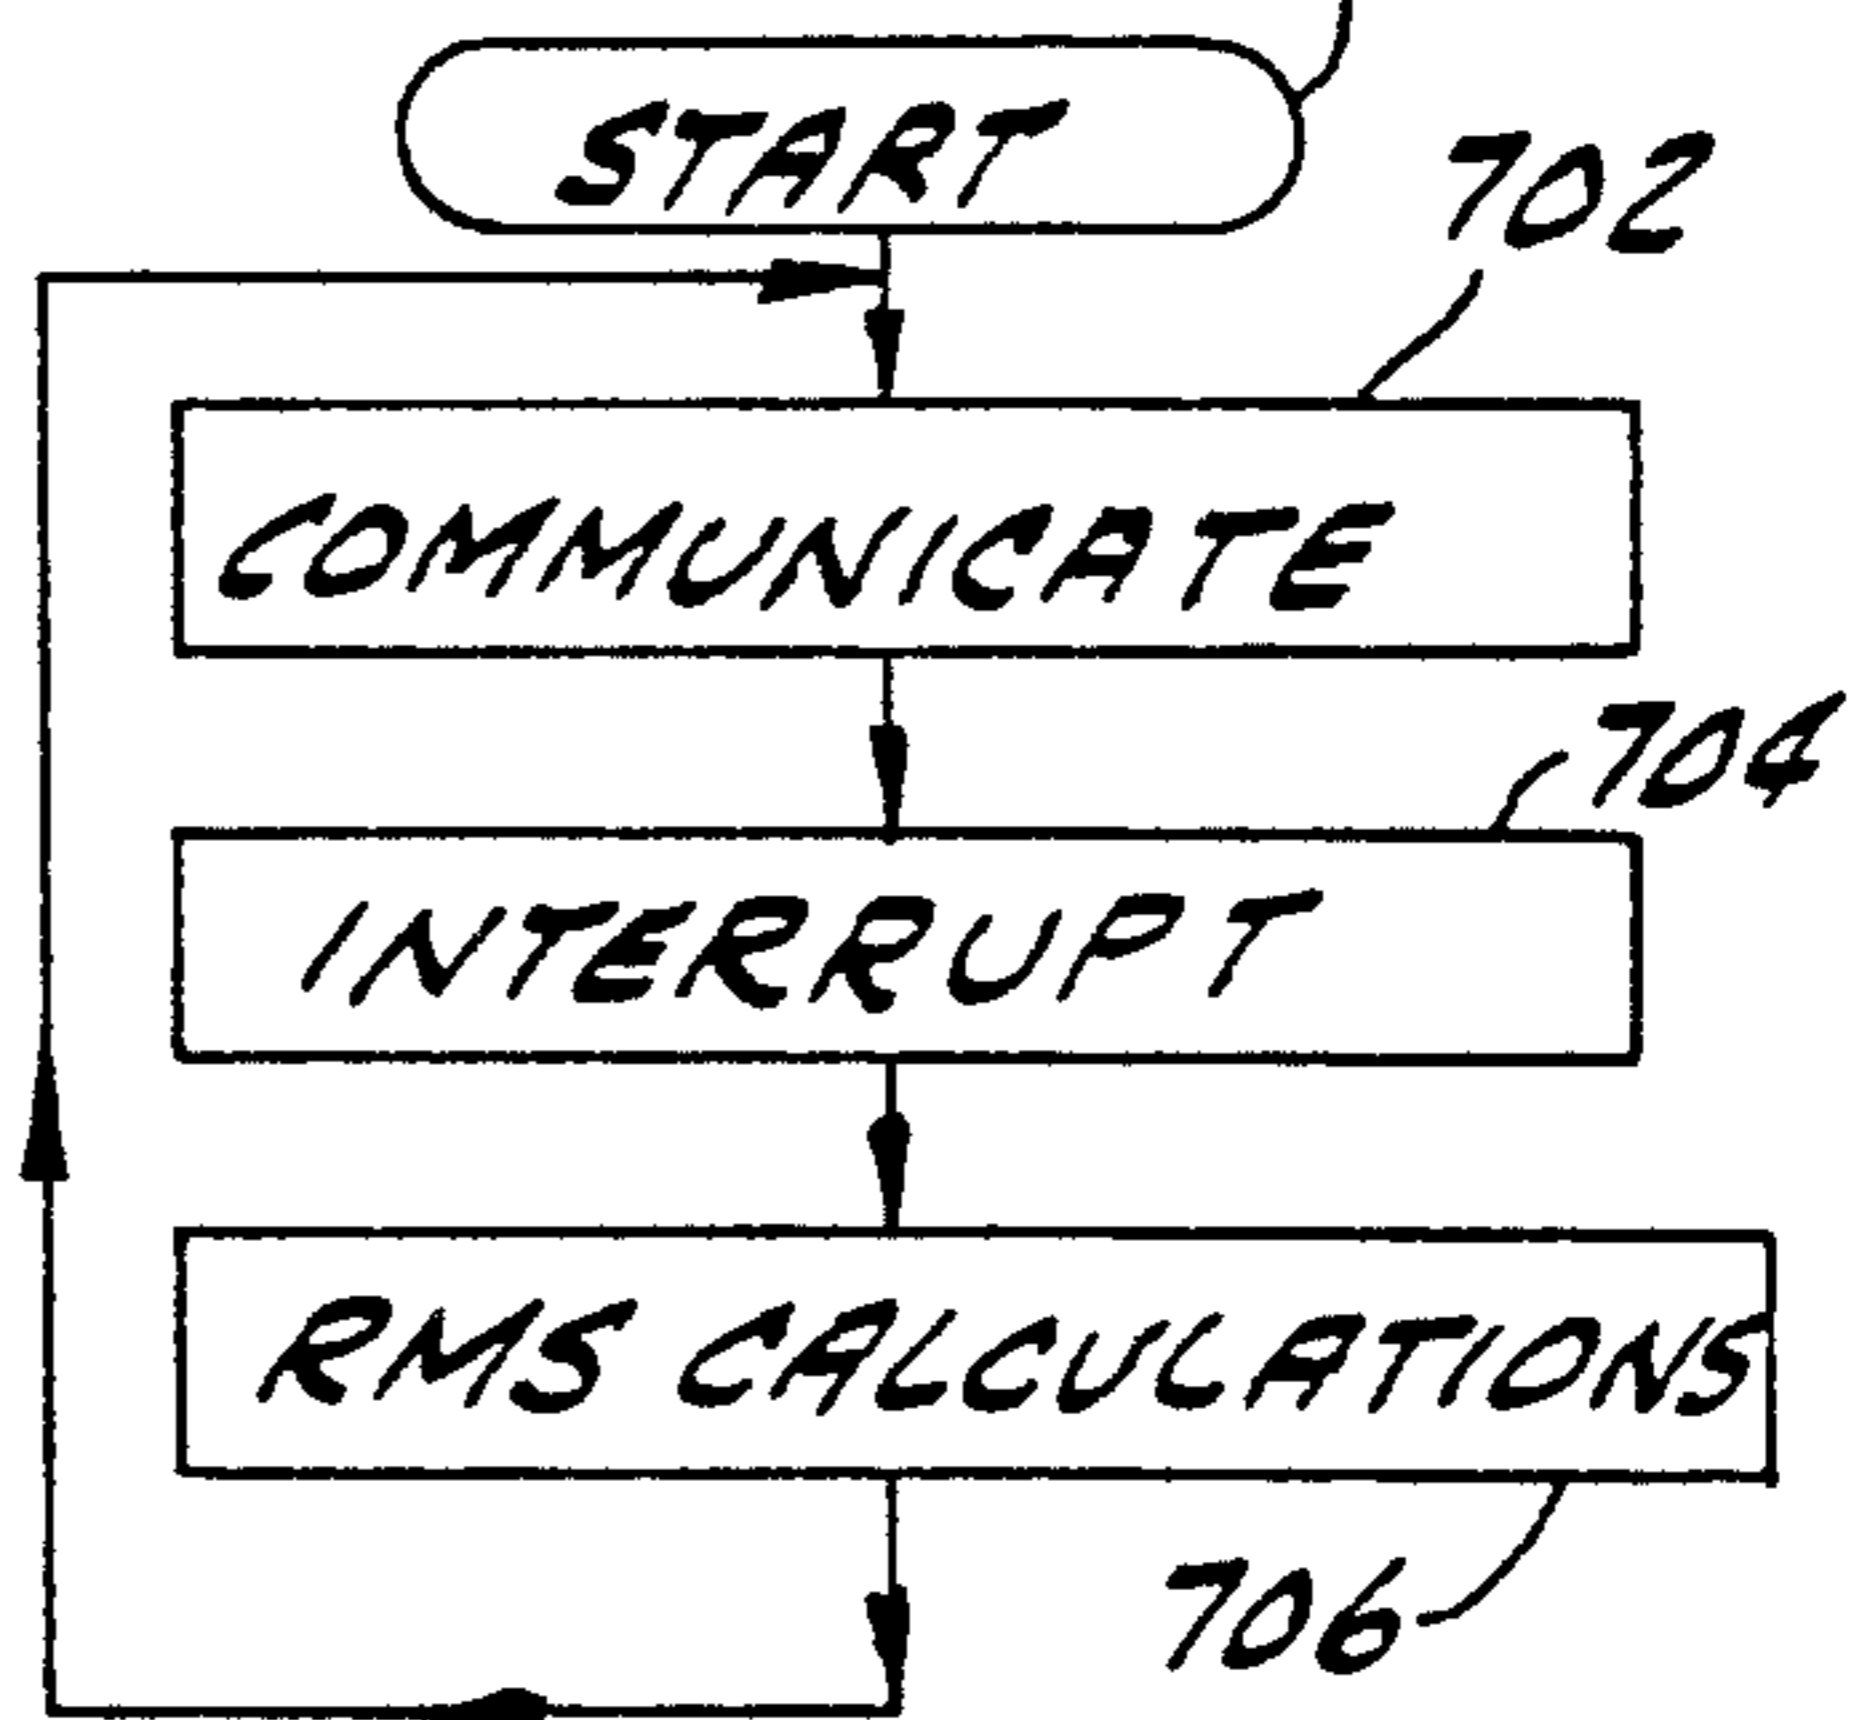 START
702
COMMUNICATE
704
INTERRUPT
RMS CALCULATIONS
706